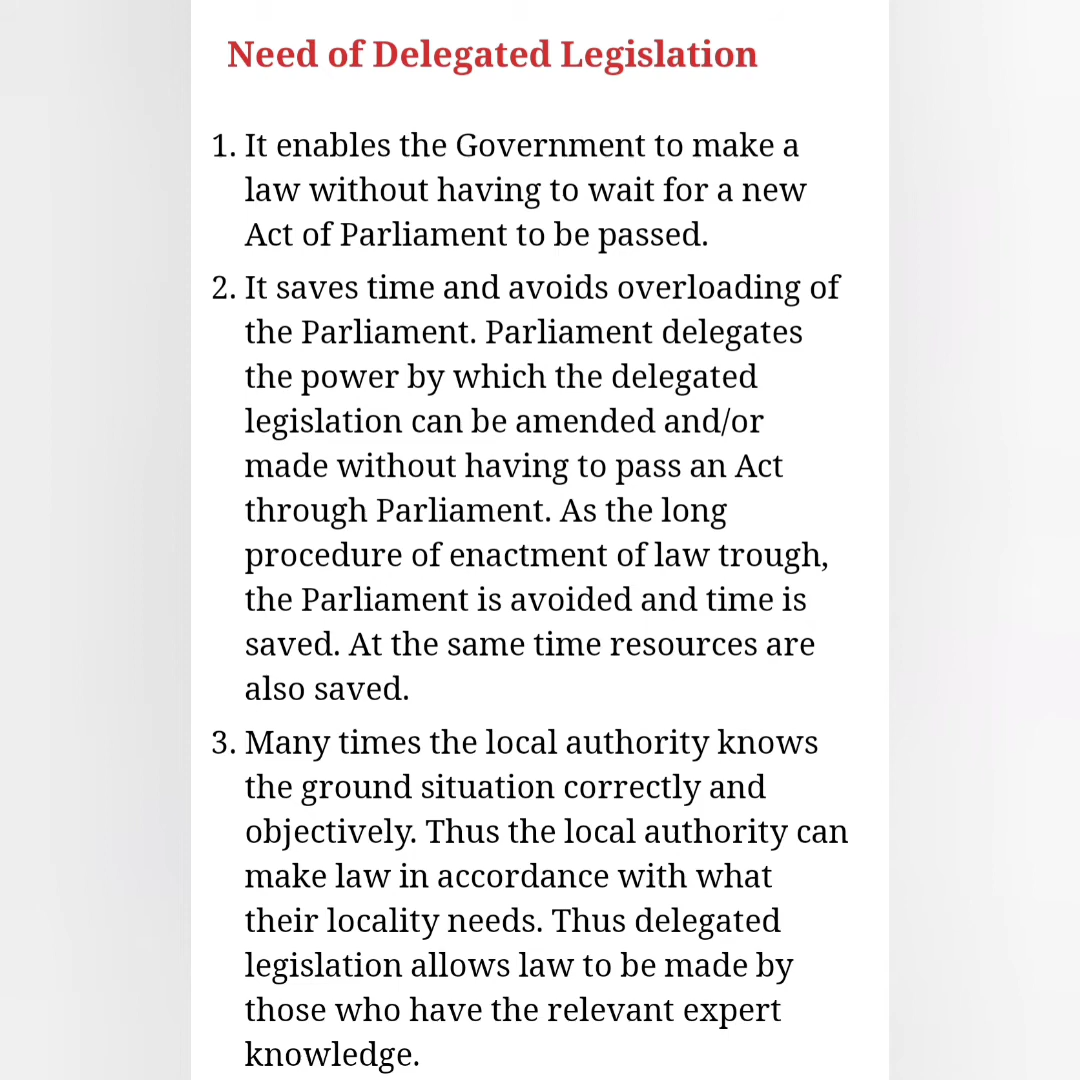 Need of Delegated Legislation
1. It enables the Government to make a
law without having to wait for a new
Act of Parliament to be passed.
2. It saves time and avoids overloading of
the Parliament. Parliament delegates
the power by which the delegated
legislation can be amended and/or
made without having to pass an Act
through Parliament. As the long
procedure of enactment of law trough,
the Parliament is avoided and time is
saved. At the same time resources are
also saved.
3. Many times the local authority knows
the ground situation correctly and
objectively. Thus the local authority can
make law in accordance with what
their locality needs. Thus delegated
legislation allows law to be made by
those who have the relevant expert
knowledge.